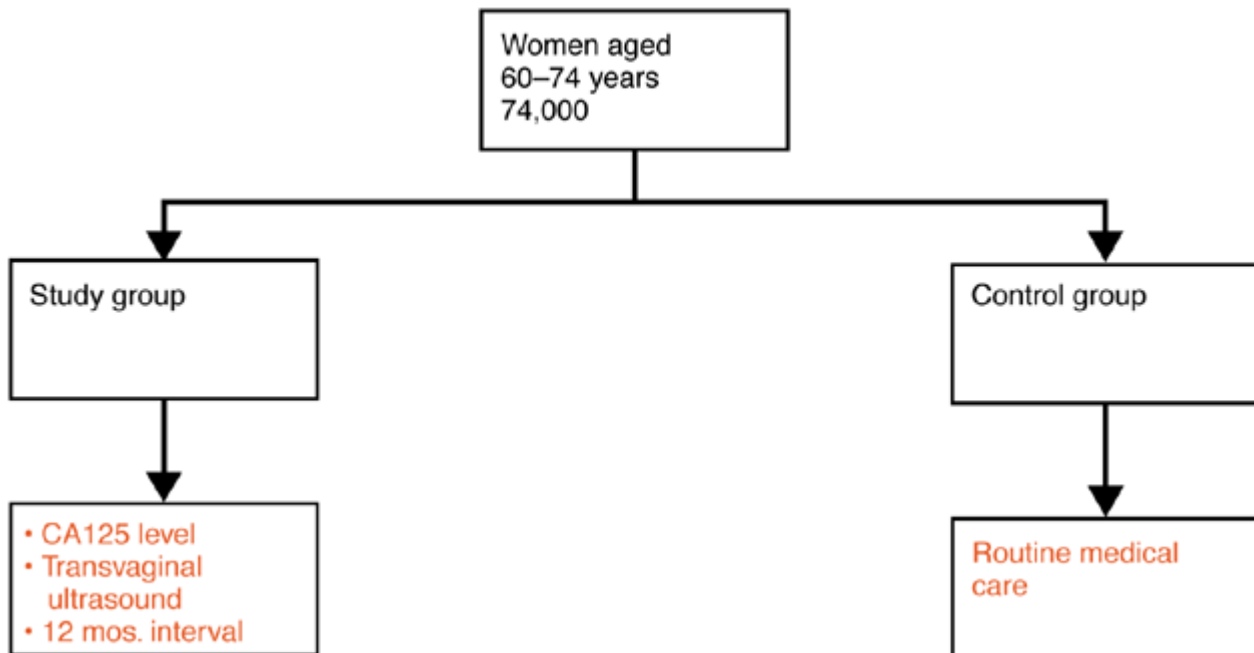 Women aged
60–74 years
74,000
Study group
Control group
• CA125 level
• Transvaginal
ultrasound
• 12 mos. interval
Routine medical
care